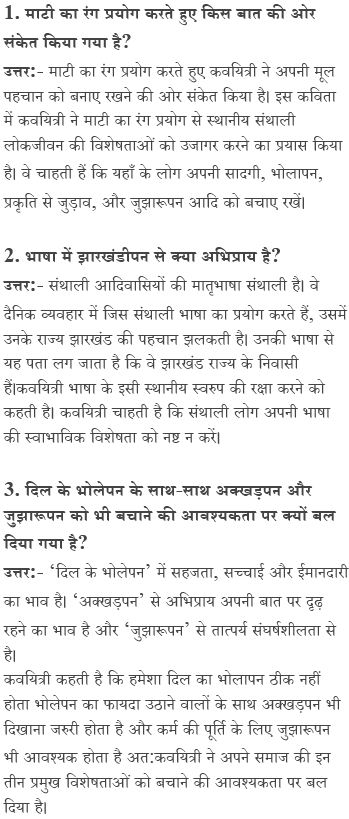 1. माटी का रंग प्रयोग करते हुए किस बात की ओर
संकेत किया गया है?
उत्तर:- माटी का रंग प्रयोग करते हुए कवयित्री ने अपनी मूल
पहचान को बनाए रखने की ओर संकेत किया है। इस कविता
में कवयित्री ने माटी का रंग प्रयोग से स्थानीय संथाली
लोकजीवन की विशेषताओं को उजागर करने का प्रयास किया
है। वे चाहती हैं कि यहाँ के लोग अपनी सादगी, भोलापन,
प्रकृति से जुड़ाव, और जुझारूपन आदि को बचाए रखें।
2. भाषा में झारखंडीपन से क्या अभिप्राय है?
उत्तर:- संथाली आदिवासियों की मातृभाषा संथाली है। वे
दैनिक व्यवहार में जिस संथाली भाषा का प्रयोग करते हैं, उसमें
उनके राज्य झारखंड की पहचान झलकती है। उनकी भाषा से
यह पता लग जाता है कि वे झारखंड राज्य के निवासी
हैं।कवयित्री भाषा के इसी स्थानीय स्वरुप की रक्षा करने को
कहती है। कवयित्री चाहती है कि संथाली लोग अपनी भाषा
की स्वाभाविक विशेषता को नष्ट न करें।
3. दिल के भोलेपन के साथ-साथ अक्खड़पन और
जुझारूपन को भी बचाने की आवश्यकता पर क्यों बल
दिया गया है?
उत्तर:- ‘दिल के भोलेपन’ में सहजता, सच्चाई और ईमानदारी
का भाव है। ‘अक्खड़पन’ से अभिप्राय अपनी बात पर दृढ़
रहने का भाव है और ‘जुझारूपन’ से तात्पर्य संघर्षशीलता से
है।
कवयित्री कहती है कि हमेशा दिल का भोलापन ठीक नहीं
होता भोलेपन का फायदा उठाने वालों के साथ अक्खड़पन भी
दिखाना जरुरी होता है और कर्म की पूर्ति के लिए जुझारूपन
भी आवश्यक होता है अत:कवयित्री ने अपने समाज की इन
तीन प्रमुख विशेषताओं को बचाने की आवश्यकता पर बल
दिया है।